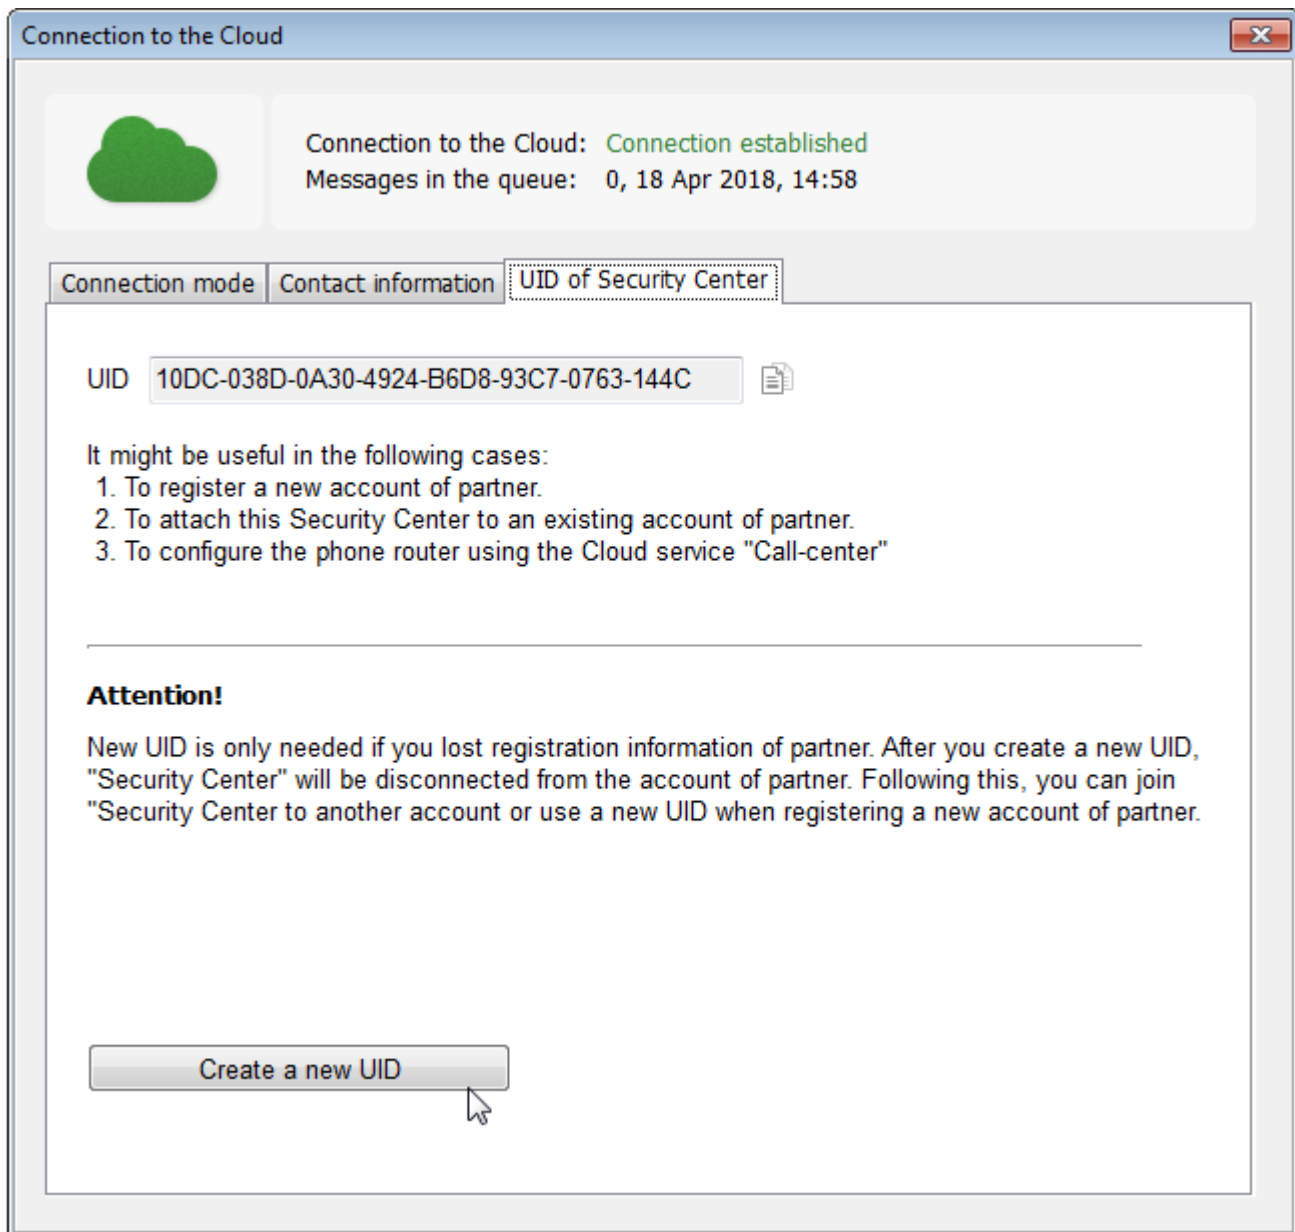 Connection to the Cloud
Connection to the Cloud: Connection established
Messages in the queue: 0, 18 Apr 2018, 14:58
Connection mode Contact information UID of Security Center
UID 10DC-038D-0A30-4924-B6D8-93C7-0763-144C
It might be useful in the following cases:
1. To register a new account of partner.
2. To attach this Security Center to an existing account of partner.
3. To configure the phone router using the Cloud service "Call-center"
Attention!
New UID is only needed if you lost registration information of partner. After you create a new UID,
"Security Center" will be disconnected from the account of partner. Following this, you can join
"Security Center to another account or use a new UID when registering a new account of partner.
Create a new UID